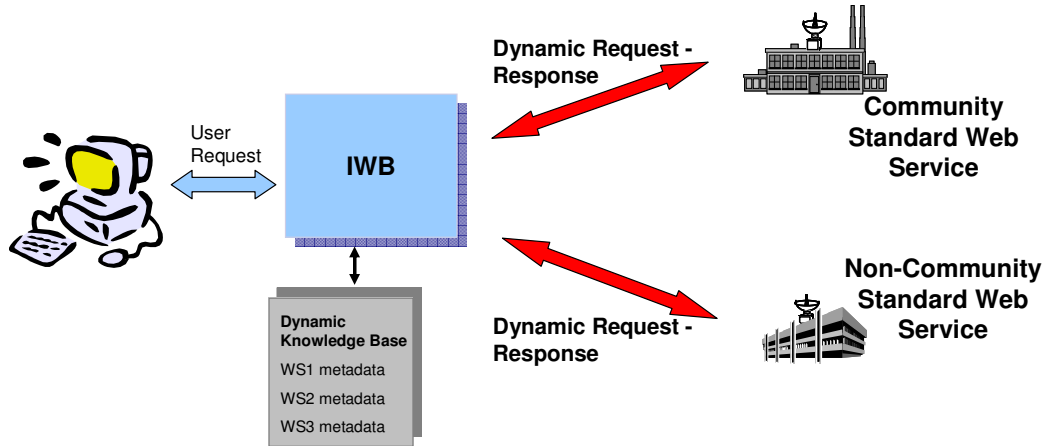 User
Request
IWB
Dynamic Request -
Response
Community
Standard Web
Service
Dynamic
Knowledge Base
WS1 metadata
WS2 metadata
WS3 metadata
Dynamic Request -
Response
Non-Community
Standard Web
Service